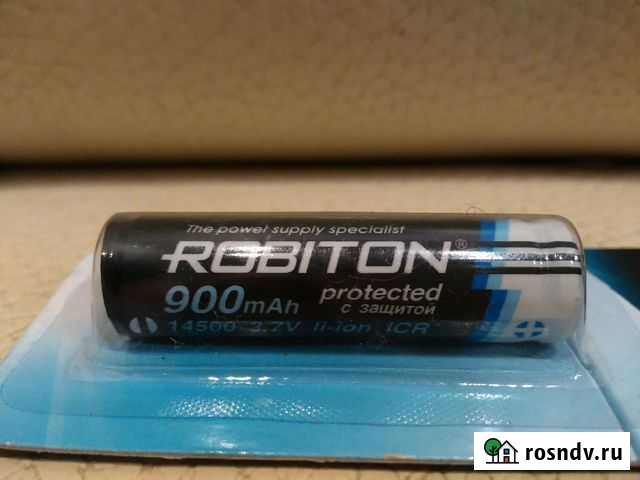 The power supply specialist
ROBITON®
900mAh
protected
с защитой
14500 3.7V li-ion ICR
rosndv.ru